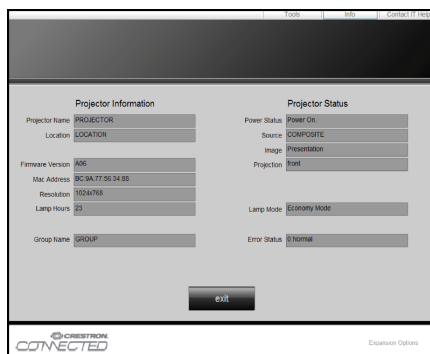 Tools Info Contact IT Help
Projector Information
Projector Name PROJECTOR
Location LOCATION
Firmware Version A06
Mac Address BC:9A:77:56:34:88
Resolution 1024x768
Lamp Hours 23
Group Name GROUP
Projector Status
Power Status Power On.
Source COMPOSITE
Image Presentation
Projection front
Lamp Mode Economy Mode
Error Status 0:Normal
exit
CRESTRON
CONNECTED
Expansion Options